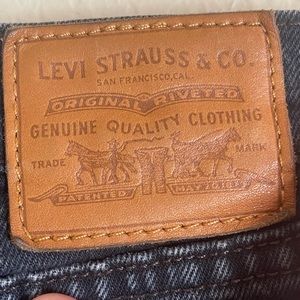 LEVI STRAUSS & CO.
SAN FRANCISCO, CAL.
ORIGINAL RIVETED
GENUINE QUALITY CLOTHING
TRADE MARK
PATENTED MAY 20 1873